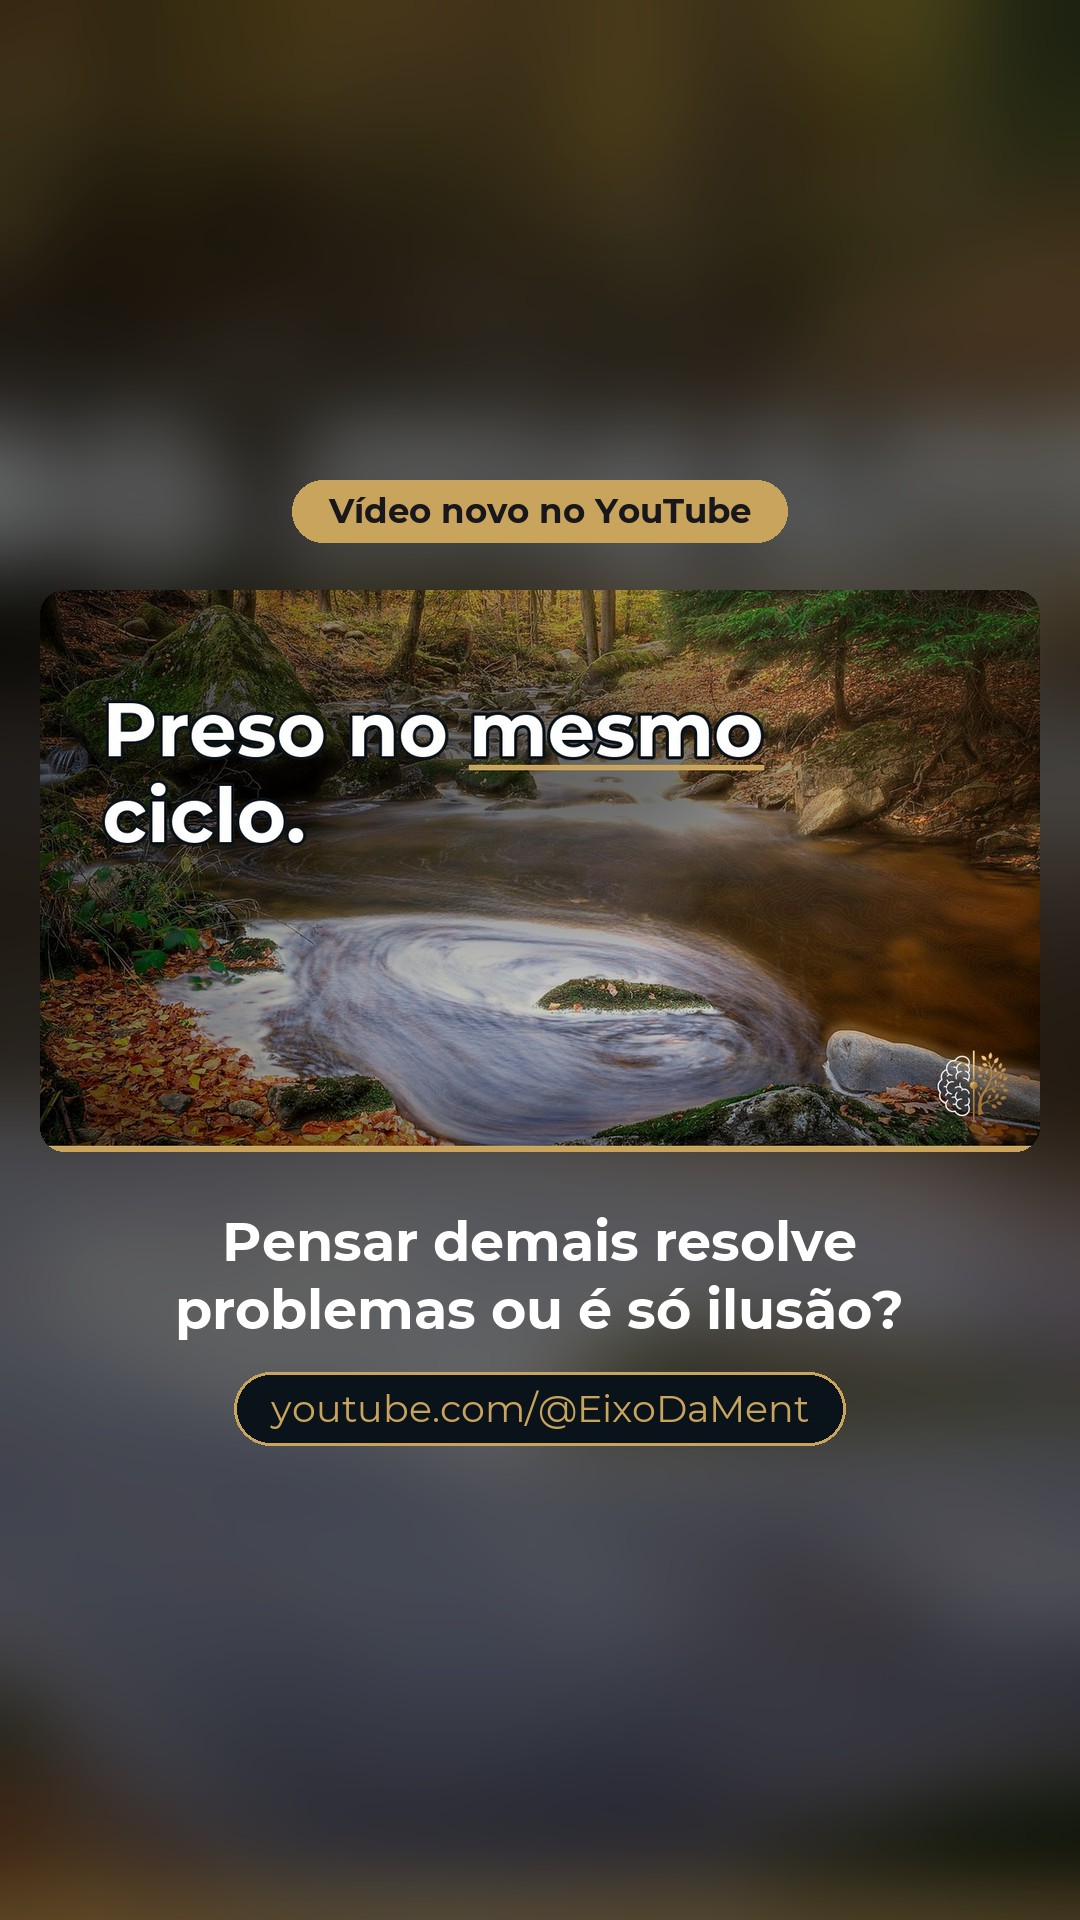 Vídeo novo no YouTube
Preso no mesmo
ciclo.
Pensar demais resolve
problemas ou é só ilusão?
youtube.com/@EixoDaMent